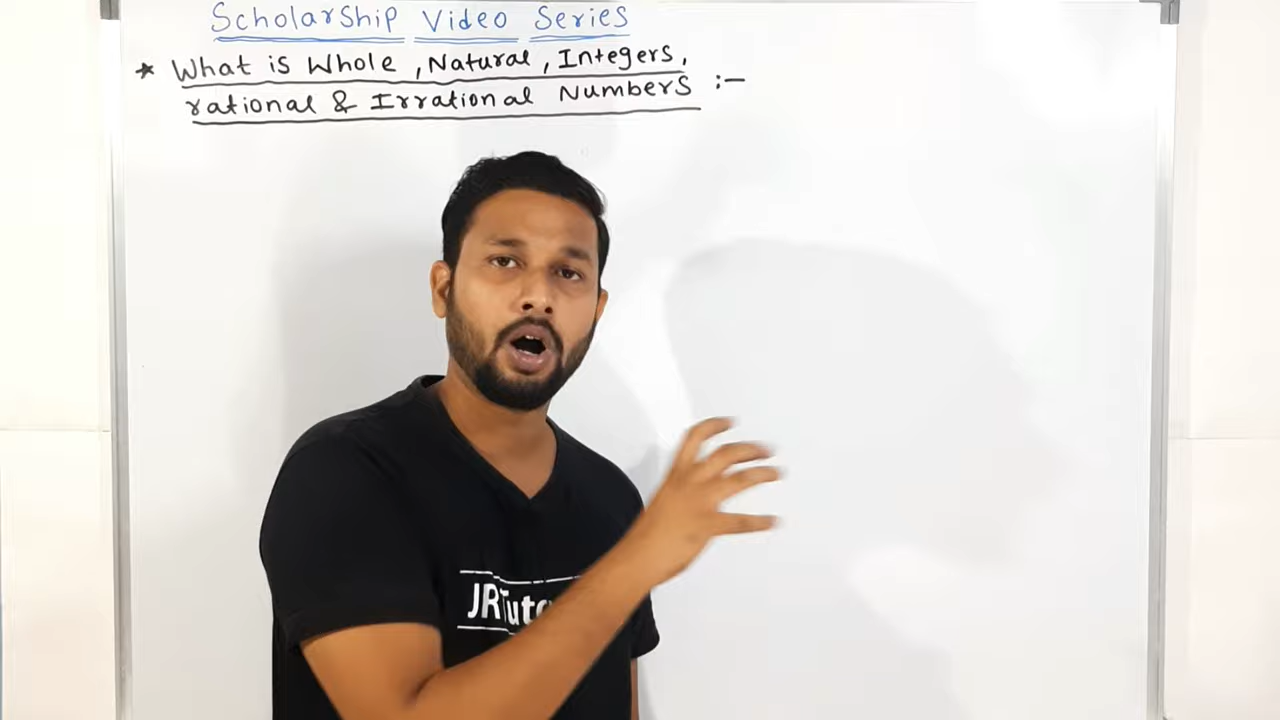 Scholarship Video Series
★ What is Whole, Natural, Integers,
rational & Irrational Numbers :-
JRTuto